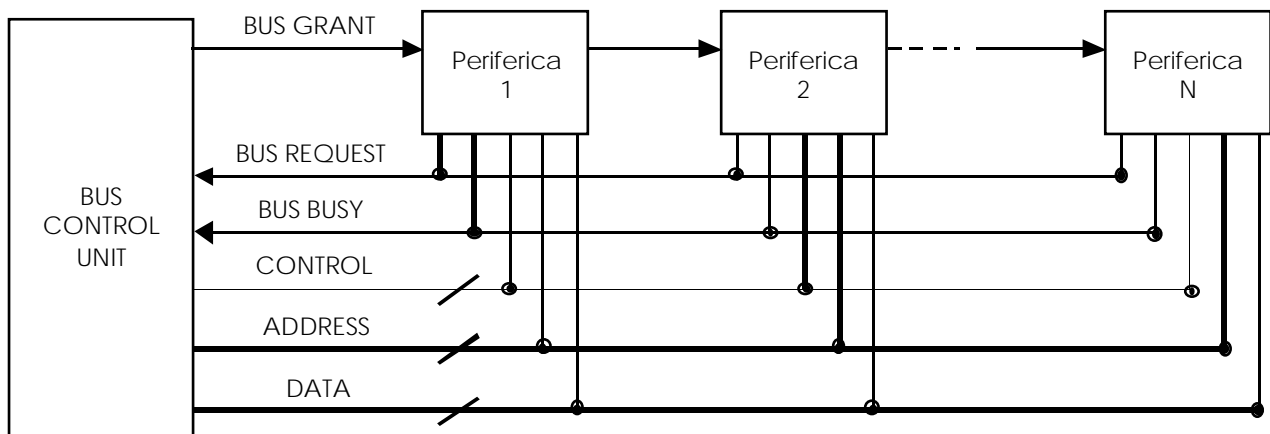 BUS GRANT
Periferica
1
Periferica
2
Periferica
N
BUS REQUEST
BUS BUSY
BUS
CONTROL
UNIT
CONTROL
ADDRESS
DATA